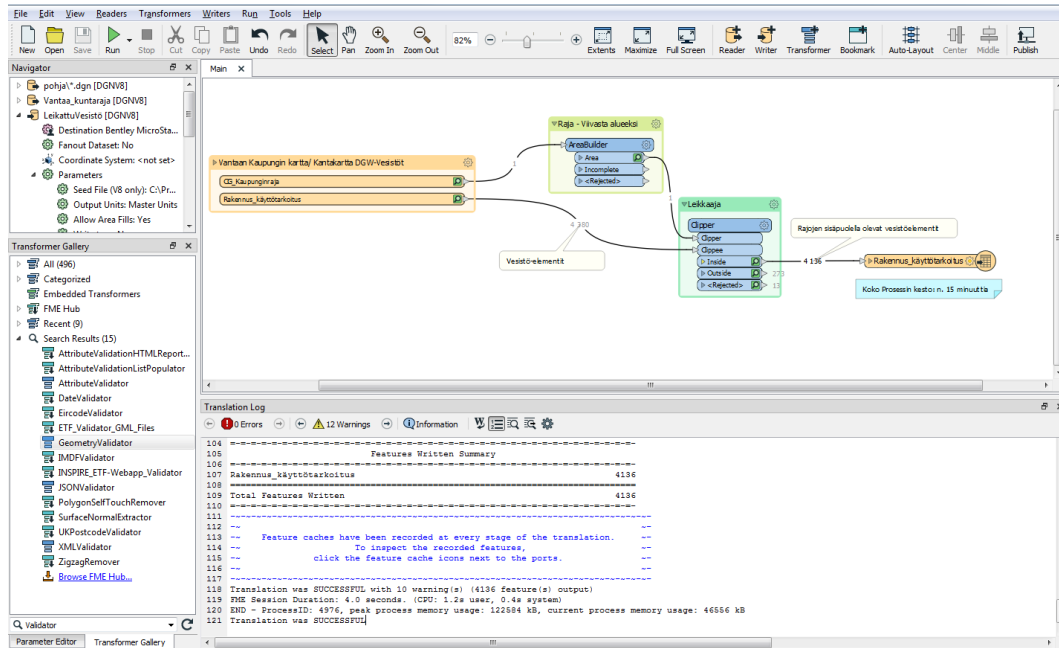 File Edit View Readers Transformers Writers Run Tools Help
New Open Save Run Stop Cut Copy Paste Undo Redo Select Pan Zoom In Zoom Out 82% Extents Maximize Full Screen Reader Writer Transformer Bookmark Auto-Layout Center Middle Publish
Navigator
pohja\*.dgn [DGNV8]
Vantaa_kuntaraja [DGNV8]
LeikattuVesistö [DGNV8]
Destination Bentley MicroSta...
Fanout Dataset: No
Coordinate System: <not set>
Parameters
Seed File (V8 only): C:\Pr...
Output Units: Master Units
Allow Area Fills: Yes
Transformer Gallery
All (496)
Categorized
Embedded Transformers
FME Hub
Recent (9)
Search Results (15)
AttributeValidationHTMLReport...
AttributeValidationListPopulator
AttributeValidator
DateValidator
EircodeValidator
ETF_Validator_GML_Files
GeometryValidator
IMDFValidator
INSPIRE_ETF-Webapp_Validator
JSONValidator
PolygonSelfTouchRemover
SurfaceNormalExtractor
UKPostcodeValidator
XMLValidator
ZigzagRemover
Browse FME Hub...
Validator
Parameter Editor Transformer Gallery
Main X
Vantaan Kaupungin kartta/ Kantakartta DGW-Vesistöt
CG_Kaupunginraja
Rakennus_käyttötarkoitus
1
4 380
Vesistö-elementit
Raja - Viivasta alueeksi
AreaBuilder
Area
Incomplete
<Rejected>
1
Leikkaaja
Clipper
Clipper
Clippee
Inside
Outside
273
<Rejected>
13
4 136
Rajojen sisäpuolella olevat vesistöelementit
Rakennus_käyttötarkoitus
Koko Prosessin kesto: n. 15 minuuttia
Translation Log
0 Errors 12 Warnings Information
104 =-=-=-=-=-=-=-=-=-=-=-=-=-=-=-=-=-=-=-=-=-=-=-=-=-=-=-=-=-=-=-=-=-=-=-=-=-=-
105 Features Written Summary
106 =-=-=-=-=-=-=-=-=-=-=-=-=-=-=-=-=-=-=-=-=-=-=-=-=-=-=-=-=-=-=-=-=-=-=-=-=-=-
107 Rakennus_käyttötarkoitus 4136
108 ==============================================================================
109 Total Features Written 4136
110 =-=-=-=-=-=-=-=-=-=-=-=-=-=-=-=-=-=-=-=-=-=-=-=-=-=-=-=-=-=-=-=-=-=-=-=-=-=-
111 -~-~-~-~-~-~-~-~-~-~-~-~-~-~-~-~-~-~-~-~-~-~-~-~-~-~-~-~-~-~-~-~-~-~-~-~-~-~-~-~-
112 -~ ~-
113 -~ Feature caches have been recorded at every stage of the translation. ~-
114 -~ To inspect the recorded features, ~-
115 -~ click the feature cache icons next to the ports. ~-
116 -~ ~-
117 -~-~-~-~-~-~-~-~-~-~-~-~-~-~-~-~-~-~-~-~-~-~-~-~-~-~-~-~-~-~-~-~-~-~-~-~-~-~-~-~-
118 Translation was SUCCESSFUL with 10 warning(s) (4136 feature(s) output)
119 FME Session Duration: 4.0 seconds. (CPU: 1.2s user, 0.4s system)
120 END - ProcessID: 4976, peak process memory usage: 122584 kB, current process memory usage: 46556 kB
121 Translation was SUCCESSFUL